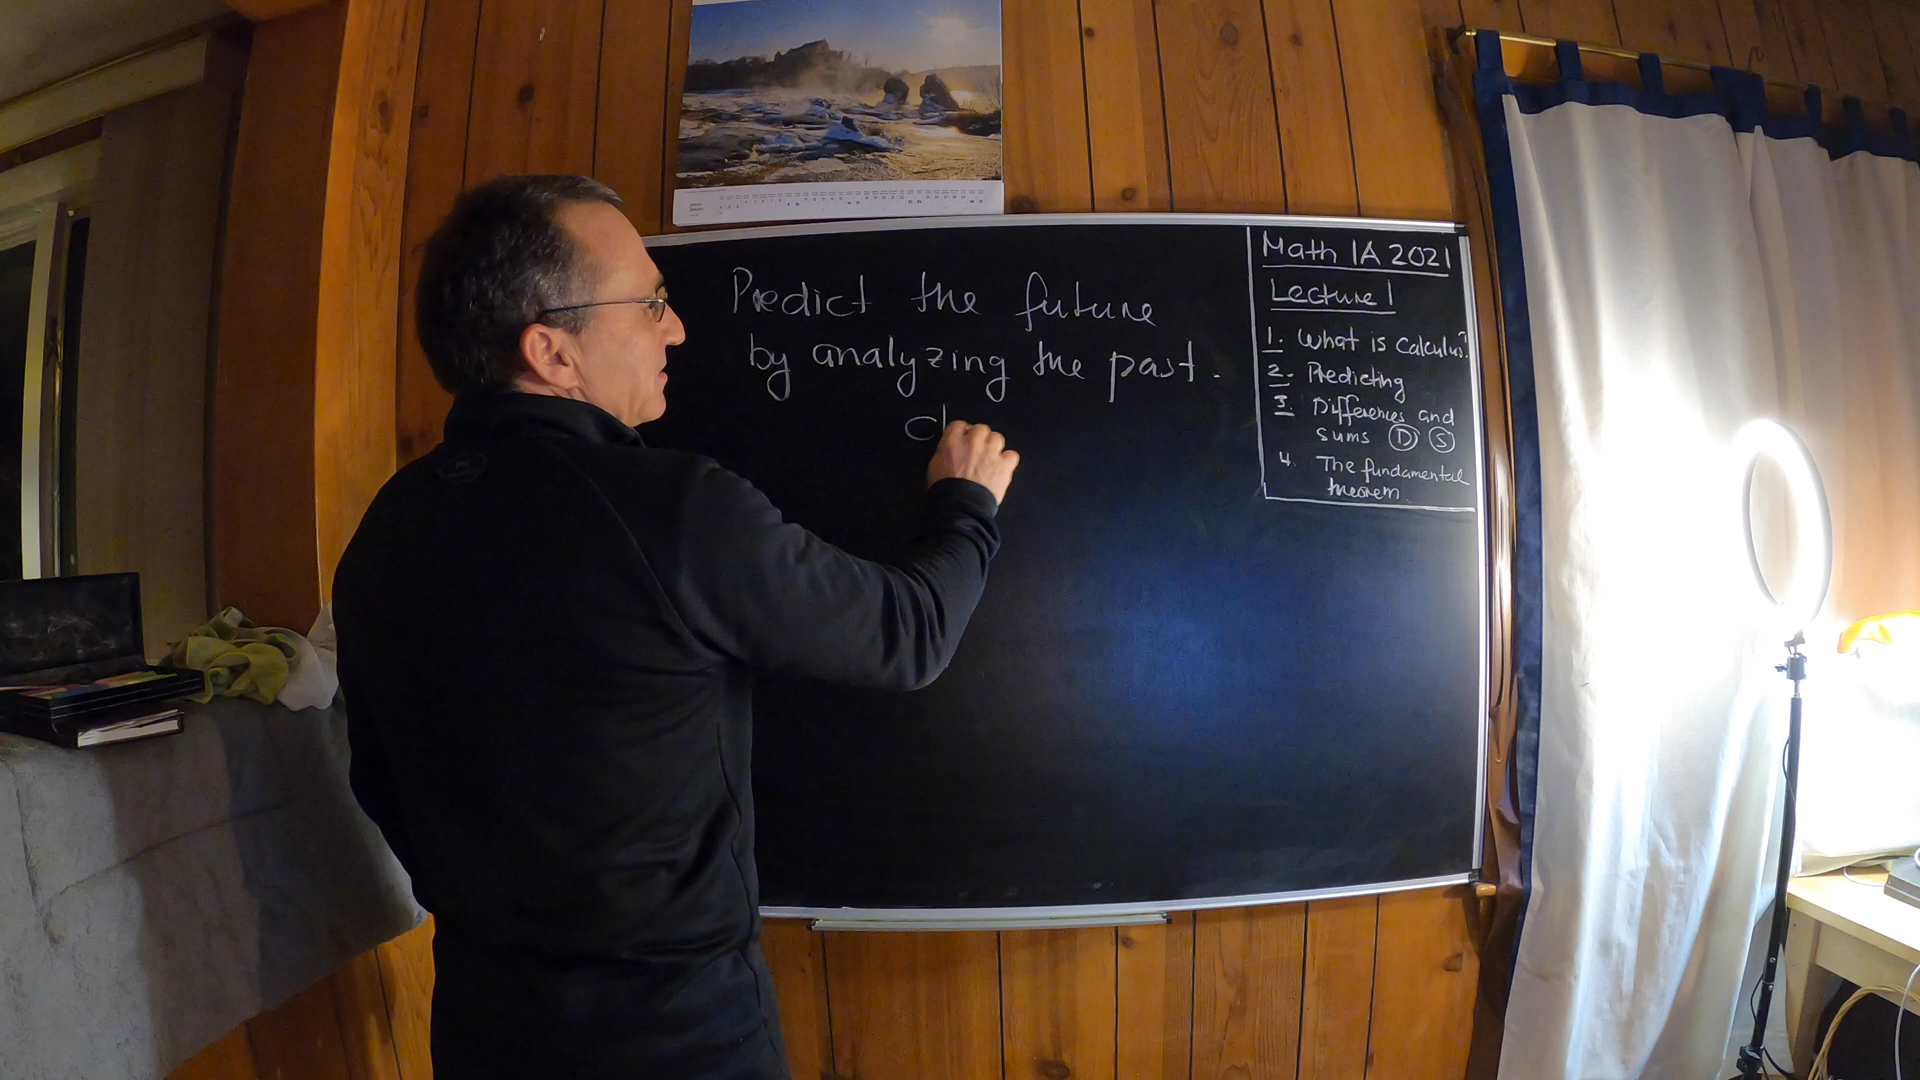 Predict the future
by analyzing the past.
Math 1A 2021
Lecture 1
1. What is Calculus?
2. Predicting
3. Differences and
sums D S
4. The fundamental
theorem